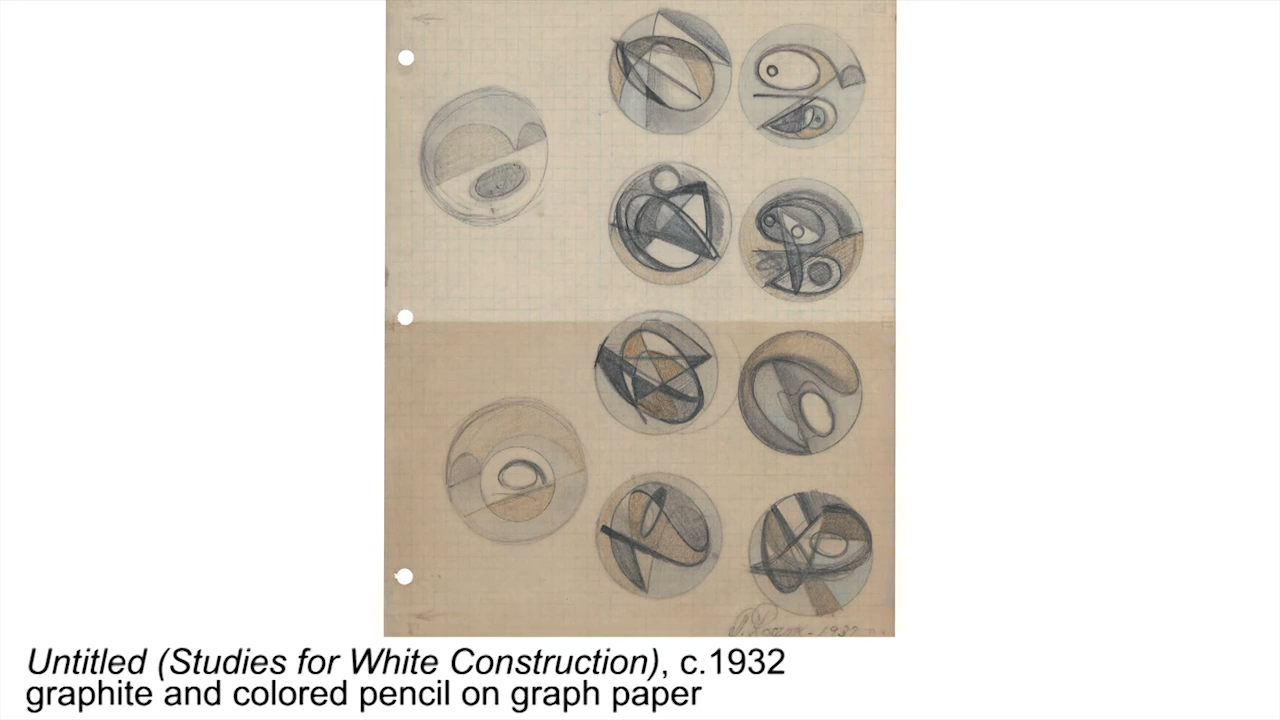 Untitled (Studies for White Construction), c.1932
graphite and colored pencil on graph paper